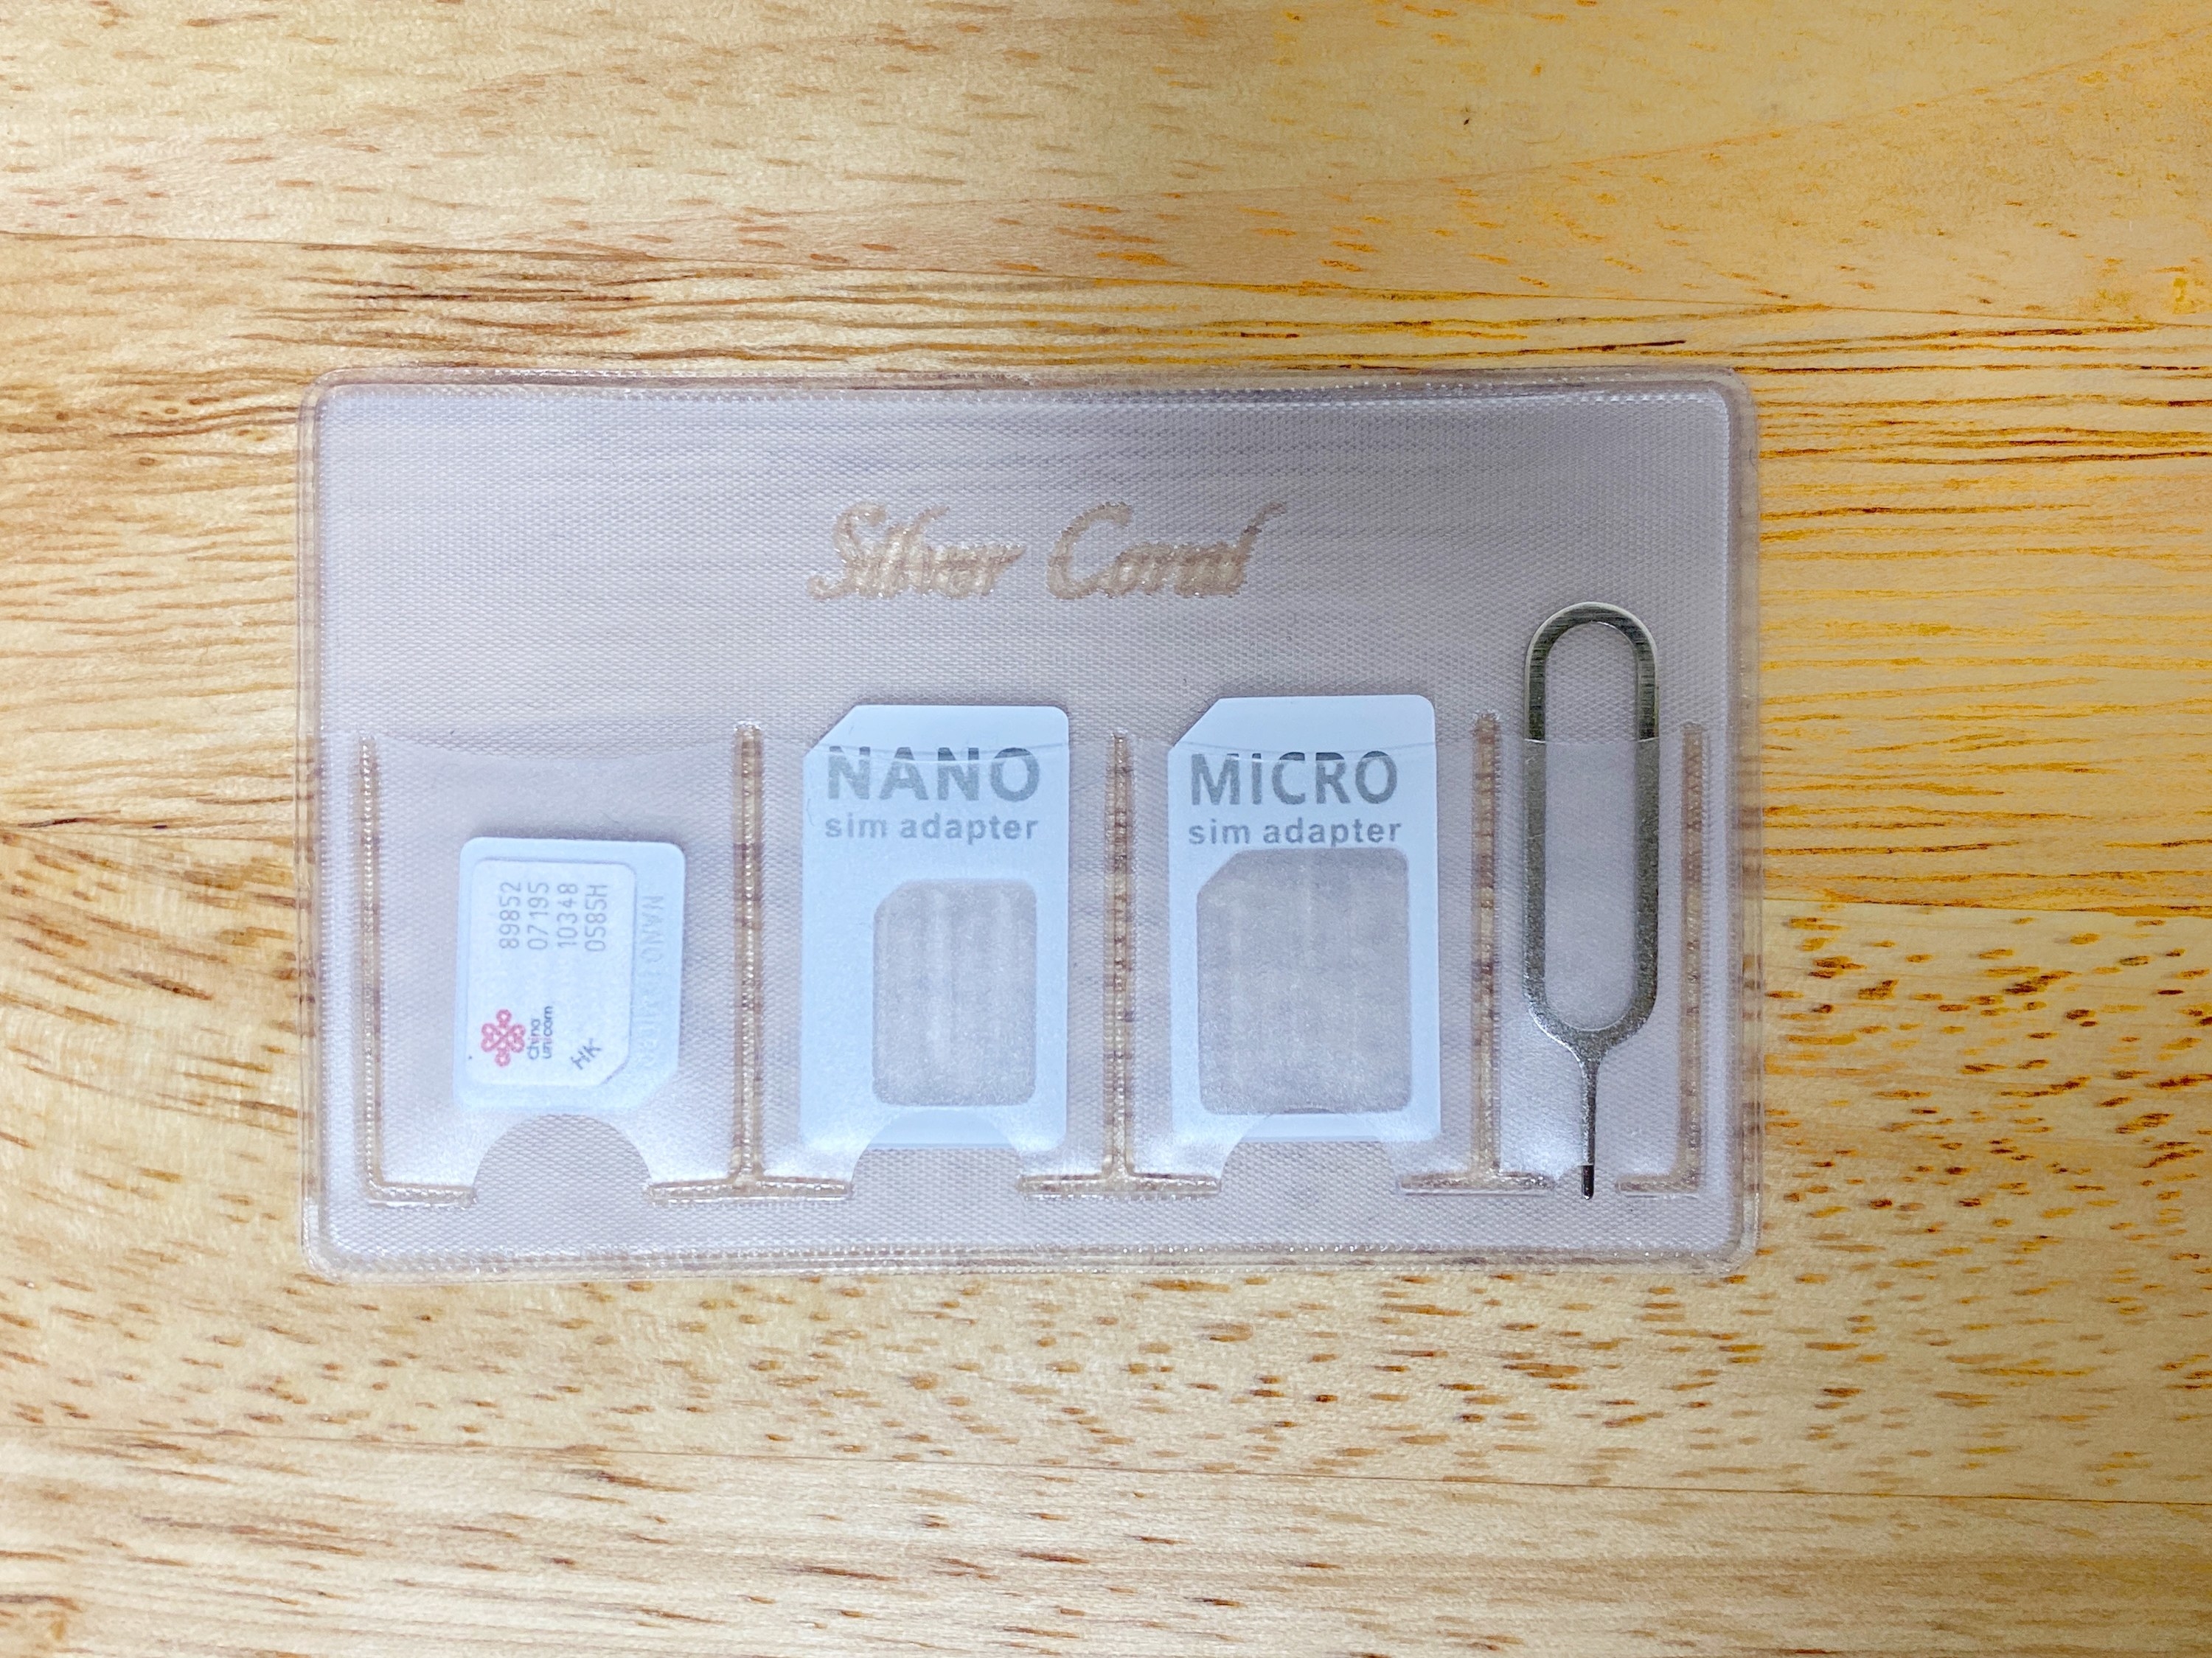 Silver Coral
NANO
sim adapter
MICRO
sim adapter
89852
07195
10348
0585H
china
unicom
HK